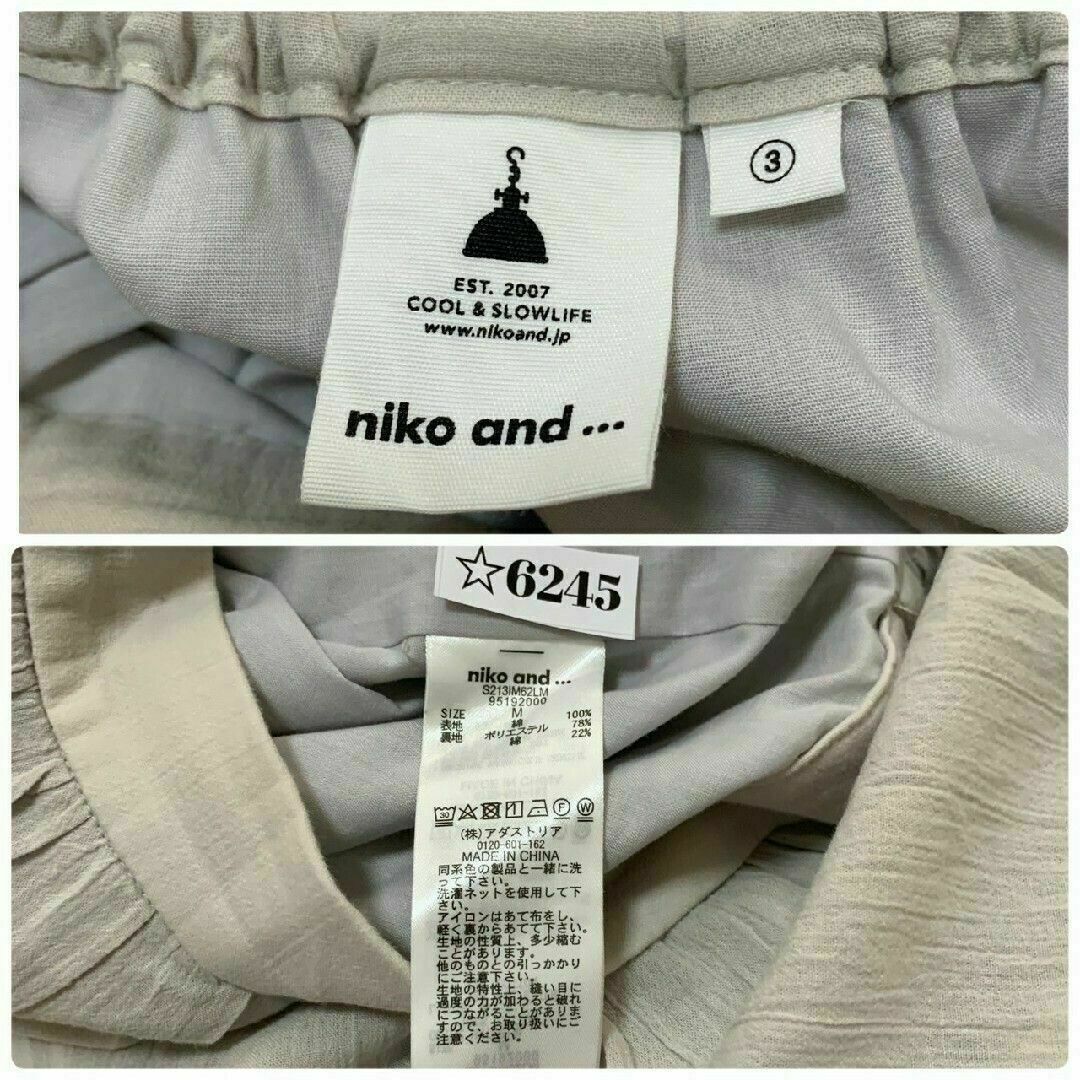 EST. 2007
COOL & SLOWLIFE
www.nikoand.jp
niko and ...
③
☆6245
niko and ...
S213IM62LM
95192000
SIZE M
表地 綿 100%
裏地 ポリエステル 78%
綿 22%
30
(株)アダストリア
0120-601-162
MADE IN CHINA
同系色の製品と一緒に洗
って下さい。
洗濯ネットを使用して下
さい。
アイロンはあて布をし、
軽く裏からあてて下さい。
生地の性質上、多少縮む
ことがあります。
他のものとの引っかかり
にご注意下さい。
生地の特性上、縫い目に
過度の力が加わると破れ
につながることがありま
すので、お取り扱いにご
注意ください。